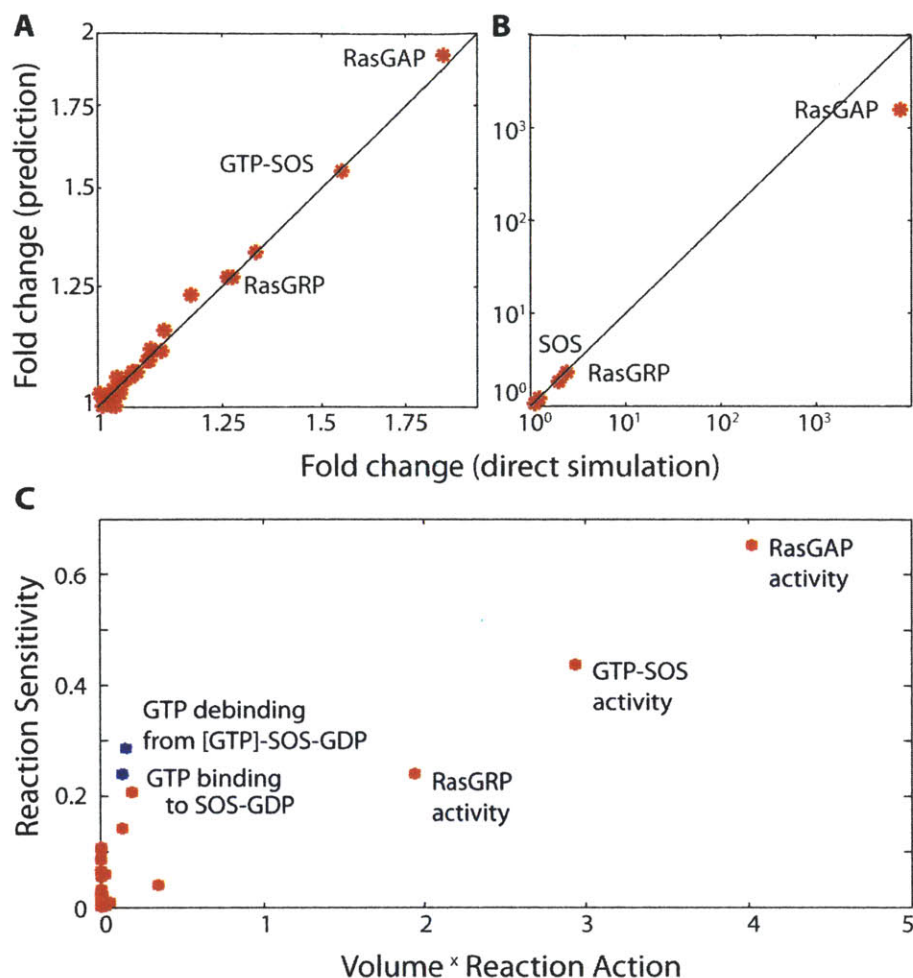 A
B
2
1.75
1.5
1.25
1
RasGAP
GTP-SOS
RasGRP
1
1.25
1.5
1.75
10³
10²
10¹
10⁰
RasGAP
SOS
RasGRP
10⁰
10¹
10²
10³
Fold change (prediction)
Fold change (direct simulation)
C
0.6
0.4
0.2
0
Reaction Sensitivity
RasGAP
activity
GTP-SOS
activity
GTP debinding
from [GTP]-SOS-GDP
GTP binding
to SOS-GDP
RasGRP
activity
0
1
2
3
4
5
Volume x Reaction Action